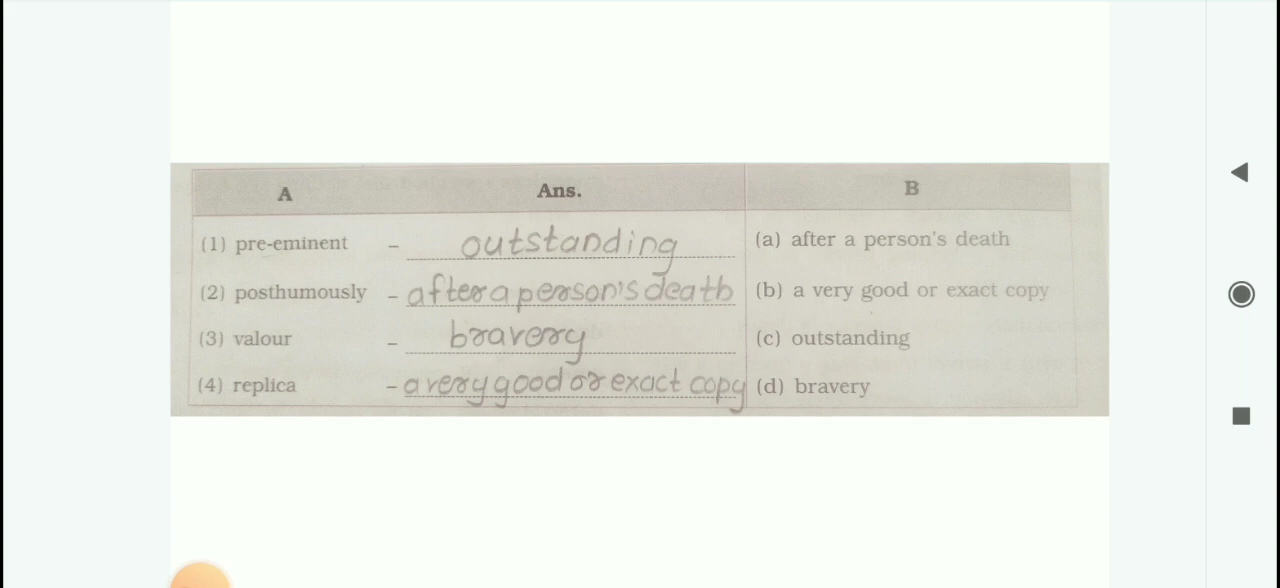 A Ans. B
(1) pre-eminent – outstanding (a) after a person's death
(2) posthumously – after a person's death (b) a very good or exact copy
(3) valour – bravery (c) outstanding
(4) replica – a very good or exact copy (d) bravery